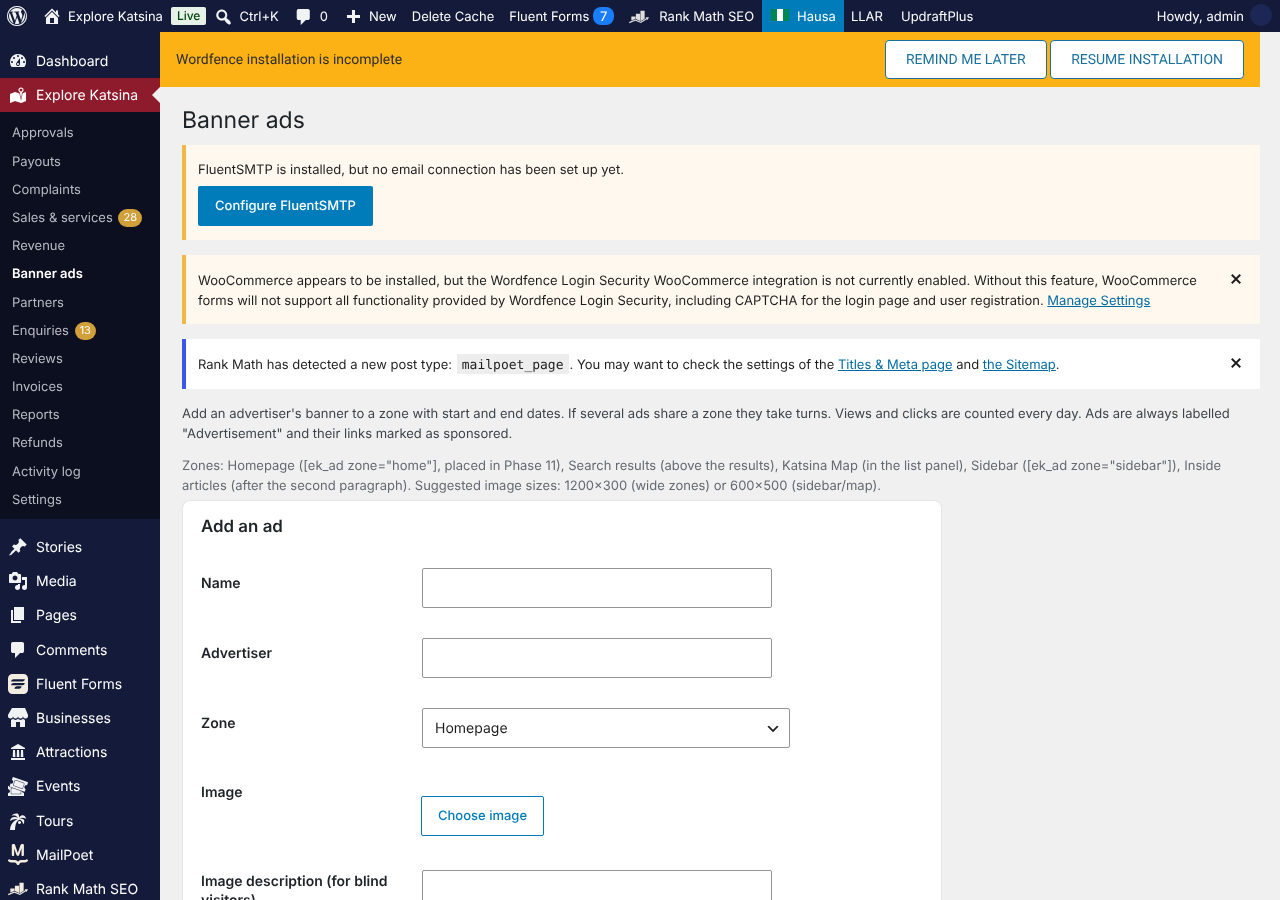 Explore Katsina Live Ctrl+K 0 New Delete Cache Fluent Forms 7 Rank Math SEO Hausa LLAR UpdraftPlus Howdy, admin
Dashboard
Explore Katsina
Approvals
Payouts
Complaints
Sales & services 28
Revenue
Banner ads
Partners
Enquiries 13
Reviews
Invoices
Reports
Refunds
Activity log
Settings
Stories
Media
Pages
Comments
Fluent Forms
Businesses
Attractions
Events
Tours
MailPoet
Rank Math SEO
Wordfence installation is incomplete
REMIND ME LATER RESUME INSTALLATION
Banner ads
FluentSMTP is installed, but no email connection has been set up yet.
Configure FluentSMTP
WooCommerce appears to be installed, but the Wordfence Login Security WooCommerce integration is not currently enabled. Without this feature, WooCommerce
forms will not support all functionality provided by Wordfence Login Security, including CAPTCHA for the login page and user registration. Manage Settings
Rank Math has detected a new post type: mailpoet_page . You may want to check the settings of the Titles & Meta page and the Sitemap.
Add an advertiser's banner to a zone with start and end dates. If several ads share a zone they take turns. Views and clicks are counted every day. Ads are always labelled
"Advertisement" and their links marked as sponsored.
Zones: Homepage ([ek_ad zone="home"], placed in Phase 11), Search results (above the results), Katsina Map (in the list panel), Sidebar ([ek_ad zone="sidebar"]), Inside
articles (after the second paragraph). Suggested image sizes: 1200×300 (wide zones) or 600×500 (sidebar/map).
Add an ad
Name
Advertiser
Zone
Homepage
Image
Choose image
Image description (for blind
visitors)